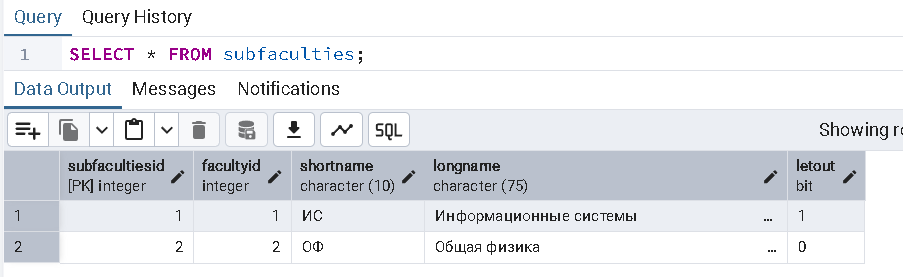 Query Query History
1 SELECT * FROM subfaculties;
Data Output Messages Notifications
SQL Showing
subfacultiesid facultyid shortname longname letout
[PK] integer integer character (10) character (75) bit
1 1 1 ИС Информационные системы ... 1
2 2 2 ОФ Общая физика ... 0